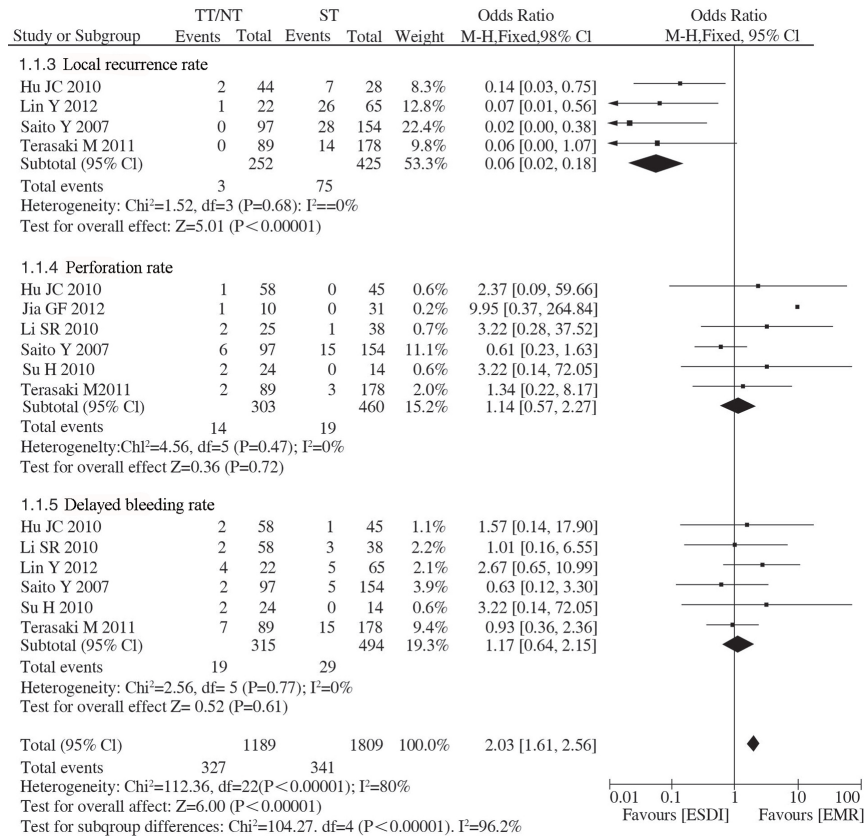 TT/NT ST Odds Ratio Odds Ratio
Study or Subgroup Events Total Events Total Weight M-H,Fixed,98% Cl M-H,Fixed, 95% Cl
1.1.3 Local recurrence rate
Hu JC 2010 2 44 7 28 8.3% 0.14 [0.03, 0.75]
Lin Y 2012 1 22 26 65 12.8% 0.07 [0.01, 0.56]
Saito Y 2007 0 97 28 154 22.4% 0.02 [0.00, 0.38]
Terasaki M 2011 0 89 14 178 9.8% 0.06 [0.00, 1.07]
Subtotal (95% Cl) 252 425 53.3% 0.06 [0.02, 0.18]
Total events 3 75
Heterogeneity: Chi²=1.52, df=3 (P=0.68): I²==0%
Test for overall effect: Z=5.01 (P<0.00001)
1.1.4 Perforation rate
Hu JC 2010 1 58 0 45 0.6% 2.37 [0.09, 59.66]
Jia GF 2012 1 10 0 31 0.2% 9.95 [0.37, 264.84]
Li SR 2010 2 25 1 38 0.7% 3.22 [0.28, 37.52]
Saito Y 2007 6 97 15 154 11.1% 0.61 [0.23, 1.63]
Su H 2010 2 24 0 14 0.6% 3.22 [0.14, 72.05]
Terasaki M2011 2 89 3 178 2.0% 1.34 [0.22, 8.17]
Subtotal (95% Cl) 303 460 15.2% 1.14 [0.57, 2.27]
Total events 14 19
Heterogenelty:Chl²=4.56, df=5 (P=0.47); I²=0%
Test for overall effect Z=0.36 (P=0.72)
1.1.5 Delayed bleeding rate
Hu JC 2010 2 58 1 45 1.1% 1.57 [0.14, 17.90]
Li SR 2010 2 58 3 38 2.2% 1.01 [0.16, 6.55]
Lin Y 2012 4 22 5 65 2.1% 2.67 [0.65, 10.99]
Saito Y 2007 2 97 5 154 3.9% 0.63 [0.12, 3.30]
Su H 2010 2 24 0 14 0.6% 3.22 [0.14, 72.05]
Terasaki M 2011 7 89 15 178 9.4% 0.93 [0.36, 2.36]
Subtotal (95% Cl) 315 494 19.3% 1.17 [0.64, 2.15]
Total events 19 29
Heterogeneity: Chi²=2.56, df= 5 (P=0.77); I²=0%
Test for overall effect Z= 0.52 (P=0.61)
Total (95% Cl) 1189 1809 100.0% 2.03 [1.61, 2.56]
Total events 327 341
Heterogeneity: Chi²=112.36, df=22(P<0.00001); I²=80%
Test for overall affect: Z=6.00 (P<0.00001)
Test for subqroup differences: Chi²=104.27. df=4 (P<0.00001). I²=96.2%
0.01 0.1 1 10 100
Favours [ESDI] Favours [EMR]